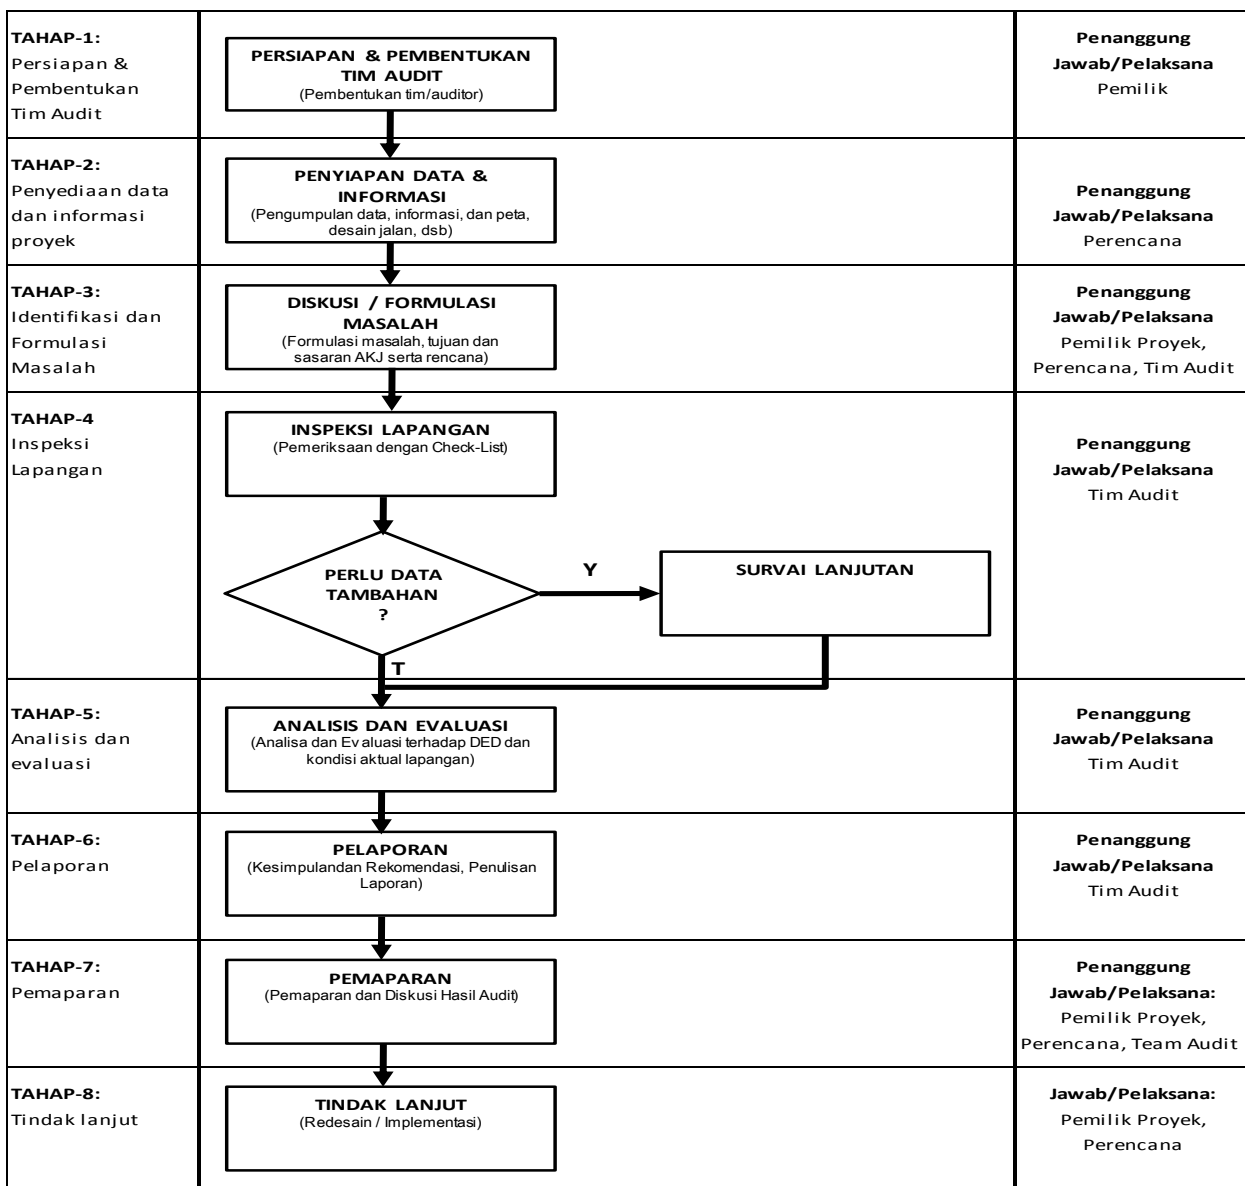 TAHAP-1:
Persiapan &
Pembentukan
Tim Audit
PERSIAPAN & PEMBENTUKAN
TIM AUDIT
(Pembentukan tim/auditor)
Penanggung
Jawab/Pelaksana
Pemilik
TAHAP-2:
Penyediaan data
dan informasi
proyek
PENYIAPAN DATA &
INFORMASI
(Pengumpulan data, informasi, dan peta,
desain jalan, dsb)
Penanggung
Jawab/Pelaksana
Perencana
TAHAP-3:
Identifikasi dan
Formulasi
Masalah
DISKUSI / FORMULASI
MASALAH
(Formulasi masalah, tujuan dan
sasaran AKJ serta rencana)
Penanggung
Jawab/Pelaksana
Pemilik Proyek,
Perencana, Tim Audit
TAHAP-4
Inspeksi
Lapangan
INSPEKSI LAPANGAN
(Pemeriksaan dengan Check-List)
PERLU DATA
TAMBAHAN
?
Y
SURVAI LANJUTAN
T
Penanggung
Jawab/Pelaksana
Tim Audit
TAHAP-5:
Analisis dan
evaluasi
ANALISIS DAN EVALUASI
(Analisa dan Evaluasi terhadap DED dan
kondisi aktual lapangan)
Penanggung
Jawab/Pelaksana
Tim Audit
TAHAP-6:
Pelaporan
PELAPORAN
(Kesimpulandan Rekomendasi, Penulisan
Laporan)
Penanggung
Jawab/Pelaksana
Tim Audit
TAHAP-7:
Pemaparan
PEMAPARAN
(Pemaparan dan Diskusi Hasil Audit)
Penanggung
Jawab/Pelaksana:
Pemilik Proyek,
Perencana, Team Audit
TAHAP-8:
Tindak lanjut
TINDAK LANJUT
(Redesain / Implementasi)
Jawab/Pelaksana:
Pemilik Proyek,
Perencana